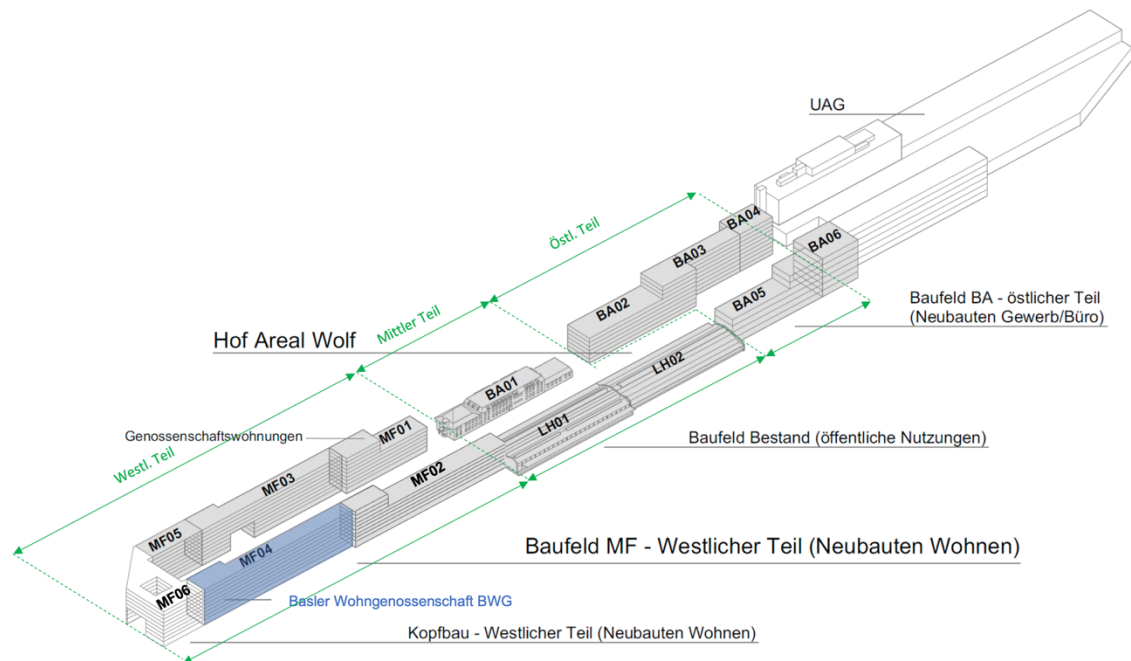 UAG
Östl. Teil
BA04
BA03
BA06
BA02
BA05
Baufeld BA - östlicher Teil
(Neubauten Gewerb/Büro)
Mittler Teil
Hof Areal Wolf
LH02
BA01
LH01
Genossenschaftswohnungen
MF01
Baufeld Bestand (öffentliche Nutzungen)
Westl. Teil
MF02
MF03
MF05
MF04
Baufeld MF - Westlicher Teil (Neubauten Wohnen)
MF06
Basler Wohngenossenschaft BWG
Kopfbau - Westlicher Teil (Neubauten Wohnen)